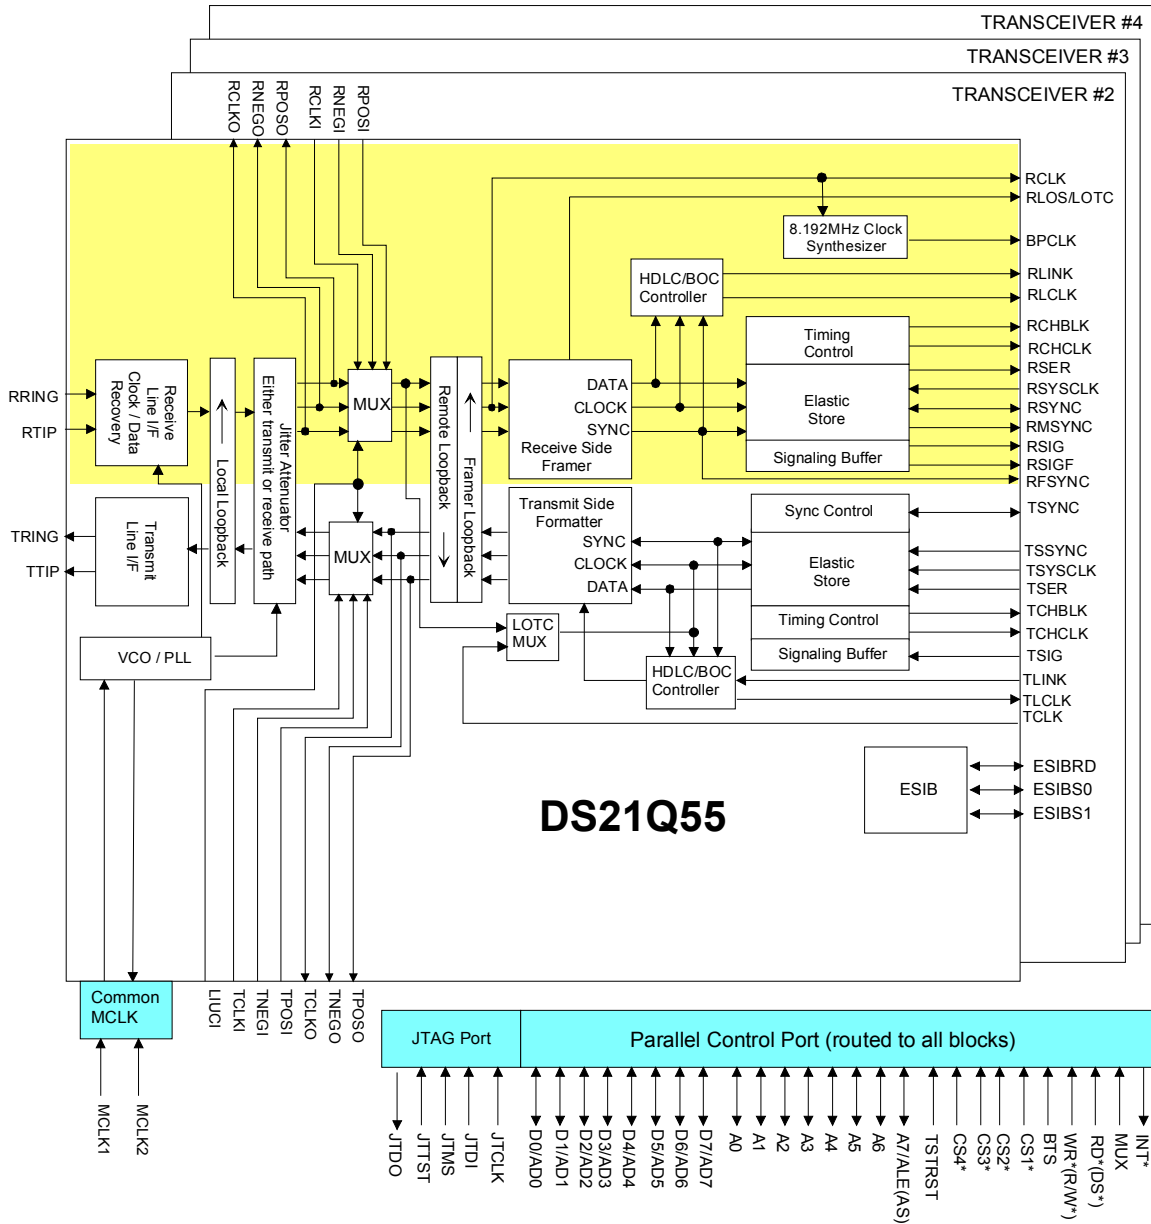 TRANSCEIVER #4
TRANSCEIVER #3
TRANSCEIVER #2
RCLKO
RNEGO
RPOSO
RCLKI
RNEGI
RPOSI
RCLK
RLOS/LOTC
8.192MHz Clock
Synthesizer
BPCLK
HDLC/BOC
Controller
RLINK
RLCLK
Timing
Control
Elastic
Store
Signaling Buffer
RCHBLK
RCHCLK
RSER
RSYSCLK
RSYNC
RMSYNC
RSIG
RSIGF
RFSYNC
RRING
RTIP
Receive
Line I/F
Clock / Data
Recovery
Local Loopback
Jitter Attenuator
Either transmit or receive path
MUX
Remote Loopback
Framer Loopback
DATA
CLOCK
SYNC
Receive Side
Framer
TRING
TTIP
Transmit
Line I/F
MUX
Transmit Side
Formatter
SYNC
CLOCK
DATA
Sync Control
Elastic
Store
Timing Control
Signaling Buffer
TSYNC
TSSYNC
TSYSCLK
TSER
TCHBLK
TCHCLK
TSIG
TLINK
TLCLK
TCLK
LOTC
MUX
HDLC/BOC
Controller
VCO / PLL
ESIB
ESIBRD
ESIBS0
ESIBS1
DS21Q55
Common
MCLK
LIUCI
TCLKI
TNEGI
TPOSI
TCLKO
TNEGO
TPOSO
MCLK1
MCLK2
JTAG Port
Parallel Control Port (routed to all blocks)
JTDO
JTTST
JTMS
JTDI
JTCLK
D0/AD0
D1/AD1
D2/AD2
D3/AD3
D4/AD4
D5/AD5
D6/AD6
D7/AD7
A0
A1
A2
A3
A4
A5
A6
A7/ALE(AS)
TSTRST
CS4*
CS3*
CS2*
CS1*
BTS
WR*(R/W*)
RD*(DS*)
MUX
INT*